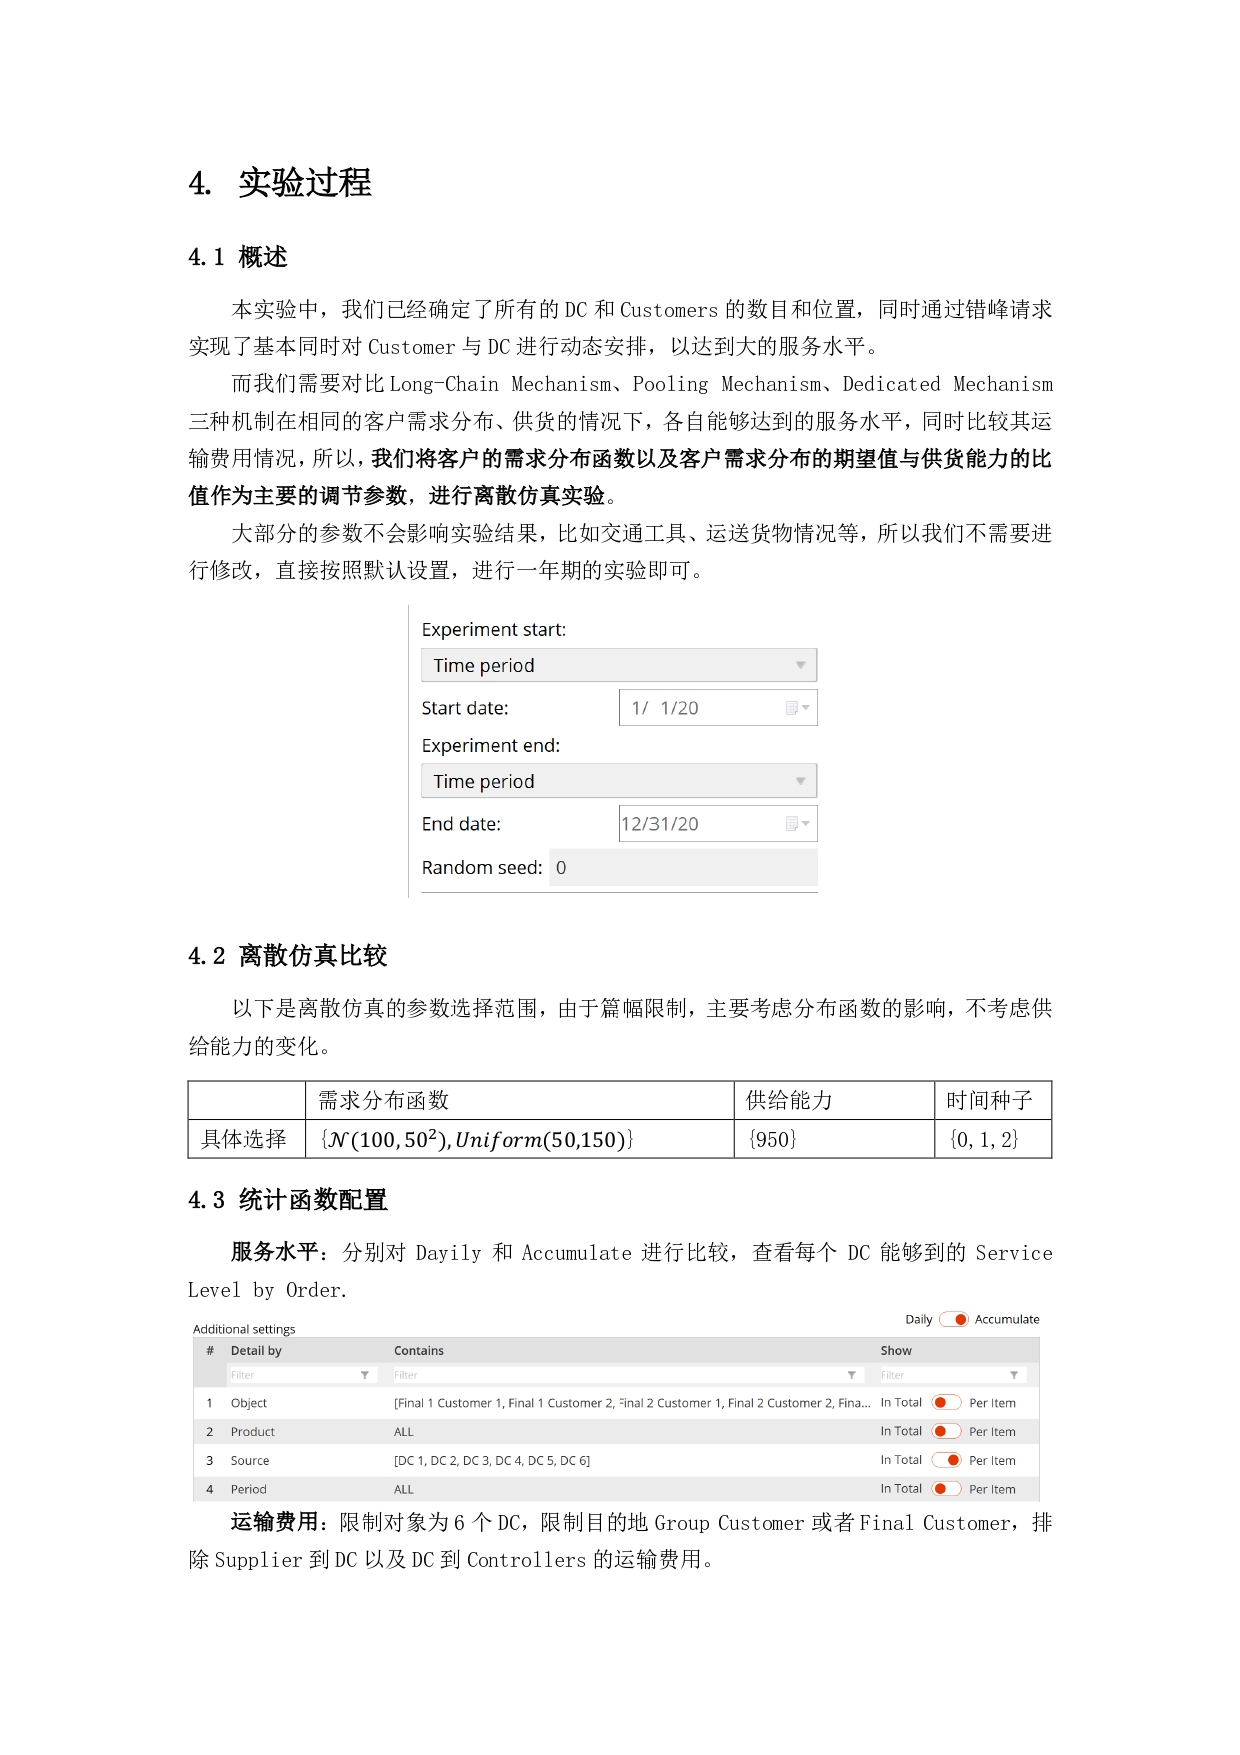 4. 实验过程
4.1 概述
本实验中，我们已经确定了所有的 DC 和 Customers 的数目和位置，同时通过错峰请求
实现了基本同时对 Customer 与 DC 进行动态安排，以达到大的服务水平。
而我们需要对比 Long-Chain Mechanism、Pooling Mechanism、Dedicated Mechanism
三种机制在相同的客户需求分布、供货的情况下，各自能够达到的服务水平，同时比较其运
输费用情况，所以，我们将客户的需求分布函数以及客户需求分布的期望值与供货能力的比
值作为主要的调节参数，进行离散仿真实验。
大部分的参数不会影响实验结果，比如交通工具、运送货物情况等，所以我们不需要进
行修改，直接按照默认设置，进行一年期的实验即可。
Experiment start:
Time period
Start date: 1/ 1/20
Experiment end:
Time period
End date: 12/31/20
Random seed: 0
4.2 离散仿真比较
以下是离散仿真的参数选择范围，由于篇幅限制，主要考虑分布函数的影响，不考虑供
给能力的变化。
需求分布函数 供给能力 时间种子
具体选择 {𝒩(100, 50²), Uniform(50,150)} {950} {0,1,2}
4.3 统计函数配置
服务水平：分别对 Dayily 和 Accumulate 进行比较，查看每个 DC 能够到的 Service
Level by Order.
Daily Accumulate
Additional settings
# Detail by Contains Show
Filter Filter Filter
1 Object [Final 1 Customer 1, Final 1 Customer 2, Final 2 Customer 1, Final 2 Customer 2, Fina... In Total Per Item
2 Product ALL In Total Per Item
3 Source [DC 1, DC 2, DC 3, DC 4, DC 5, DC 6] In Total Per Item
4 Period ALL In Total Per Item
运输费用：限制对象为 6 个 DC，限制目的地 Group Customer 或者 Final Customer，排
除 Supplier 到 DC 以及 DC 到 Controllers 的运输费用。